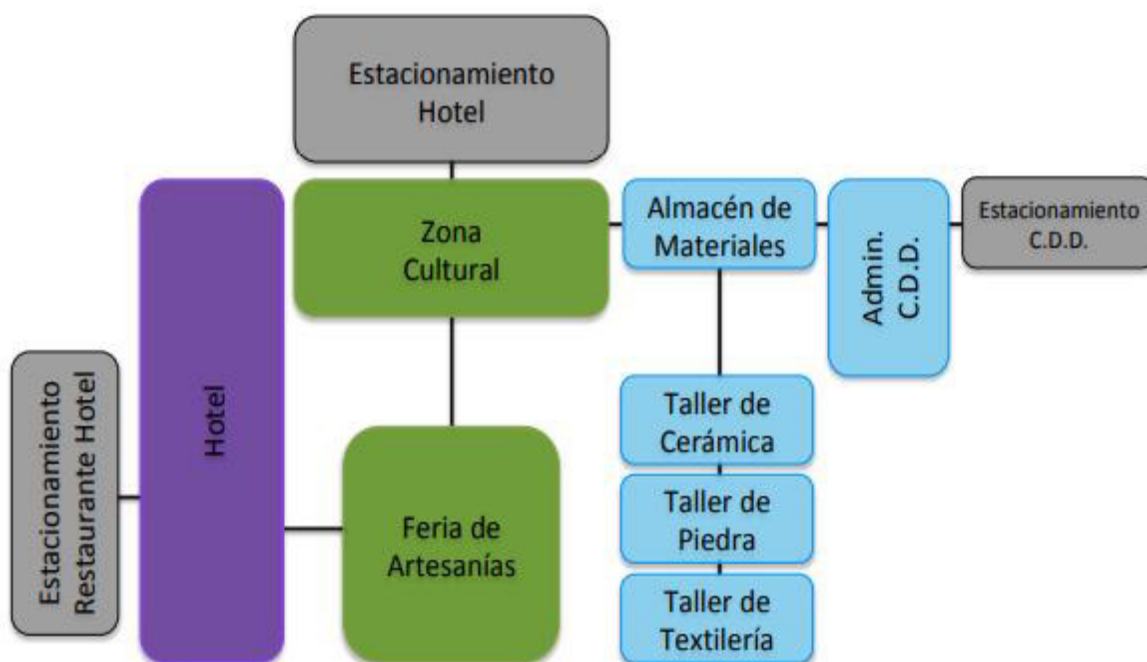 Estacionamiento
Hotel
Zona
Cultural
Almacén de
Materiales
Admin.
C.D.D.
Estacionamiento
C.D.D.
Hotel
Estacionamiento
Restaurante Hotel
Feria de
Artesanías
Taller de
Cerámica
Taller de
Piedra
Taller de
Textilería